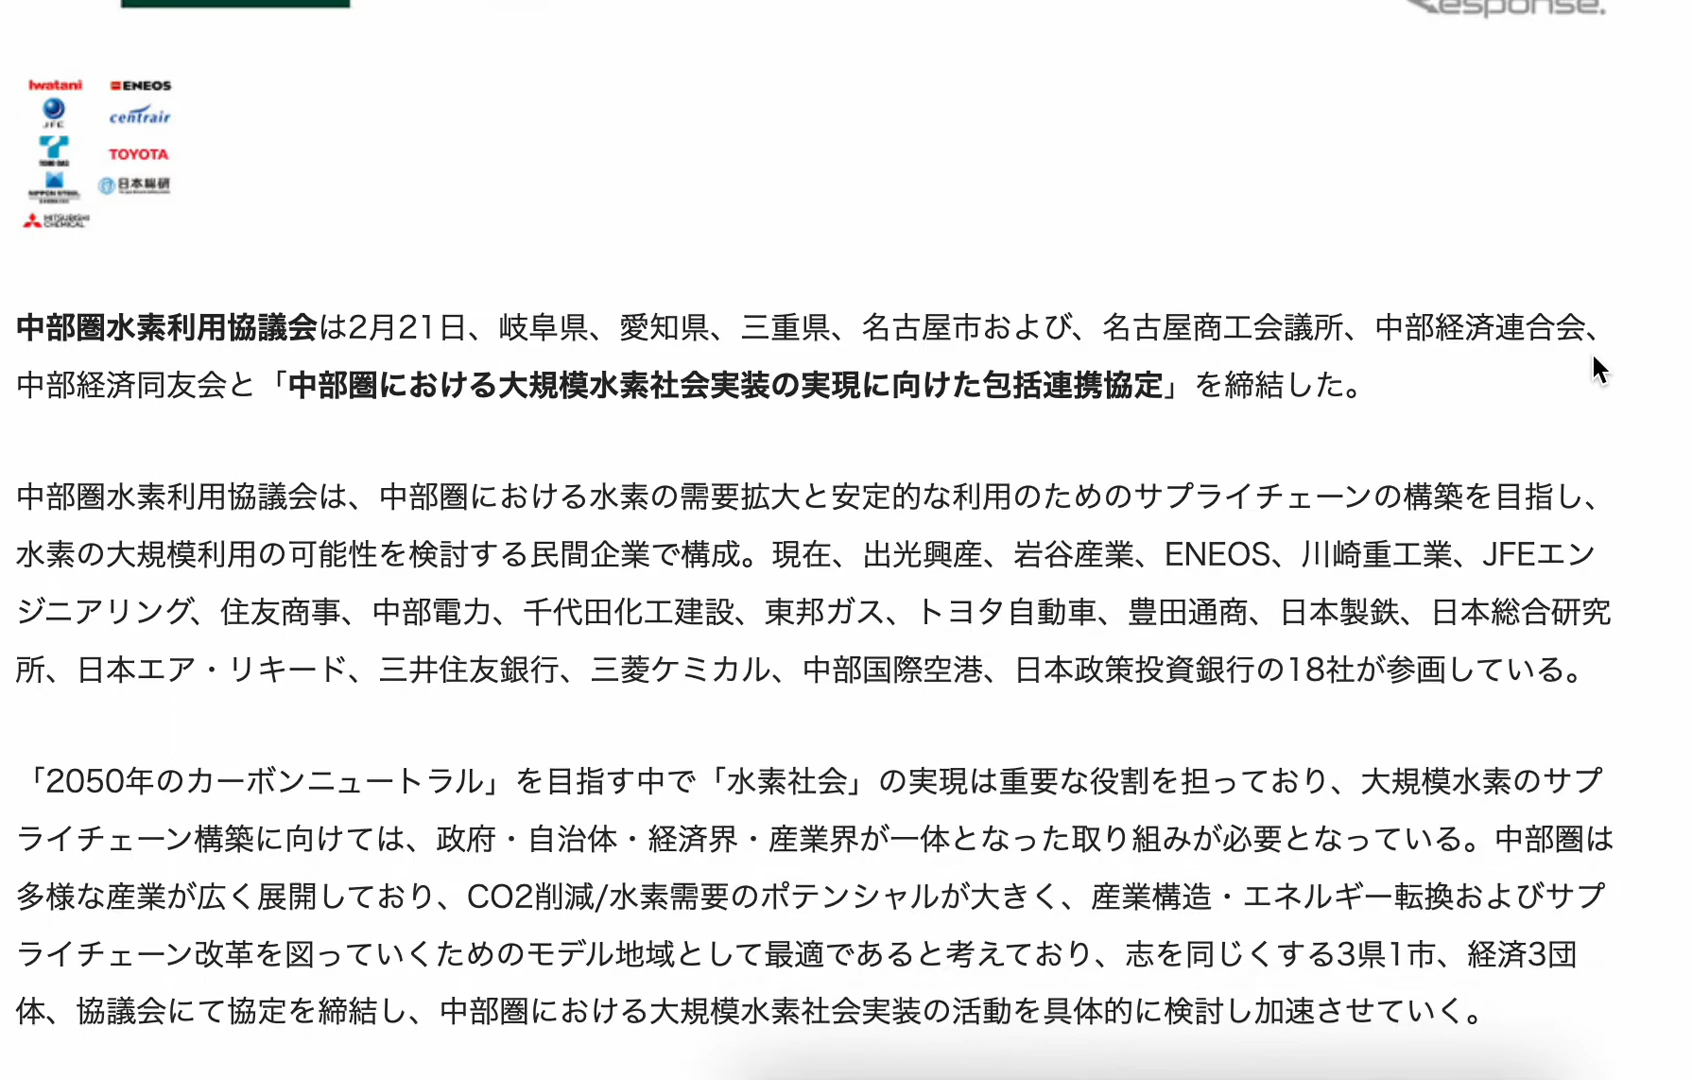 esponse.
Iwatani
ENEOS
JFE
centrair
TOYOTA
日本総研
NIPPON STEEL
MITSUBISHI
CHEMICAL
中部圏水素利用協議会は2月21日、岐阜県、愛知県、三重県、名古屋市および、名古屋商工会議所、中部経済連合会、
中部経済同友会と「中部圏における大規模水素社会実装の実現に向けた包括連携協定」を締結した。
中部圏水素利用協議会は、中部圏における水素の需要拡大と安定的な利用のためのサプライチェーンの構築を目指し、
水素の大規模利用の可能性を検討する民間企業で構成。現在、出光興産、岩谷産業、ENEOS、川崎重工業、JFEエン
ジニアリング、住友商事、中部電力、千代田化工建設、東邦ガス、トヨタ自動車、豊田通商、日本製鉄、日本総合研究
所、日本エア・リキード、三井住友銀行、三菱ケミカル、中部国際空港、日本政策投資銀行の18社が参画している。
「2050年のカーボンニュートラル」を目指す中で「水素社会」の実現は重要な役割を担っており、大規模水素のサプ
ライチェーン構築に向けては、政府・自治体・経済界・産業界が一体となった取り組みが必要となっている。中部圏は
多様な産業が広く展開しており、CO2削減/水素需要のポテンシャルが大きく、産業構造・エネルギー転換およびサプ
ライチェーン改革を図っていくためのモデル地域として最適であると考えており、志を同じくする3県1市、経済3団
体、協議会にて協定を締結し、中部圏における大規模水素社会実装の活動を具体的に検討し加速させていく。